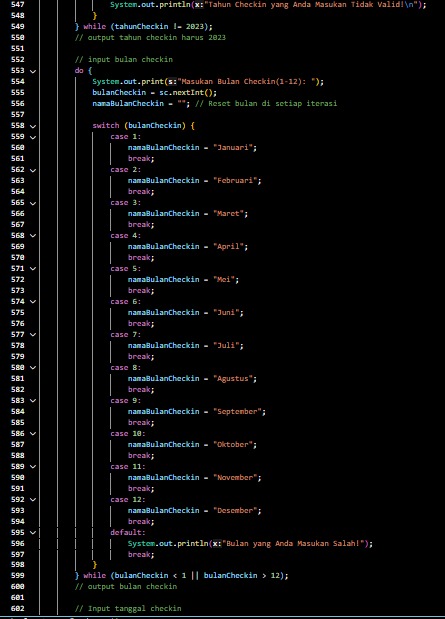 547 System.out.println(x:"Tahun Checkin yang Anda Masukan Tidak Valid!\n");
548 }
549 } while (tahunCheckin != 2023);
550 // output tahun checkin harus 2023
551
552 // input bulan checkin
553 do {
554 System.out.print(s:"Masukan Bulan Checkin(1-12): ");
555 bulanCheckin = sc.nextInt();
556 namaBulanCheckin = ""; // Reset bulan di setiap iterasi
557
558 switch (bulanCheckin) {
559 case 1:
560 namaBulanCheckin = "Januari";
561 break;
562 case 2:
563 namaBulanCheckin = "Februari";
564 break;
565 case 3:
566 namaBulanCheckin = "Maret";
567 break;
568 case 4:
569 namaBulanCheckin = "April";
570 break;
571 case 5:
572 namaBulanCheckin = "Mei";
573 break;
574 case 6:
575 namaBulanCheckin = "Juni";
576 break;
577 case 7:
578 namaBulanCheckin = "Juli";
579 break;
580 case 8:
581 namaBulanCheckin = "Agustus";
582 break;
583 case 9:
584 namaBulanCheckin = "September";
585 break;
586 case 10:
587 namaBulanCheckin = "Oktober";
588 break;
589 case 11:
590 namaBulanCheckin = "November";
591 break;
592 case 12:
593 namaBulanCheckin = "Desember";
594 break;
595 default:
596 System.out.println(x:"Bulan yang Anda Masukan Salah!");
597 break;
598 }
599 } while (bulanCheckin < 1 || bulanCheckin > 12);
600 // output bulan checkin
601
602 // Input tanggal checkin